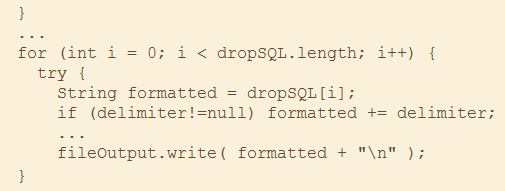 }
...
for (int i = 0; i < dropSQL.length; i++) {
try {
String formatted = dropSQL[i];
if (delimiter!=null) formatted += delimiter;
...
fileOutput.write( formatted + "\n" );
}